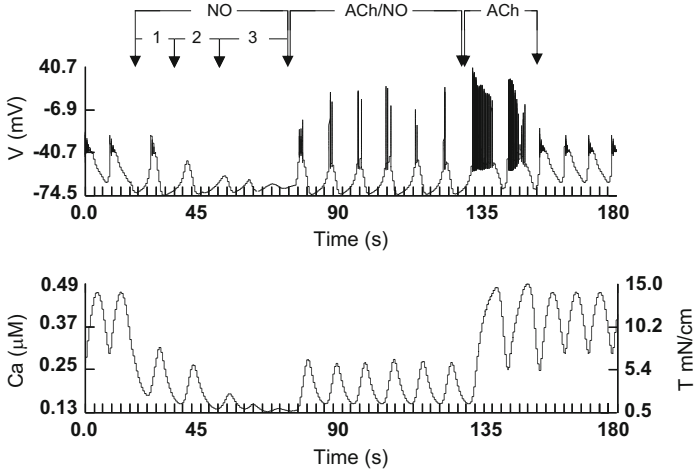 NO ACh/NO ACh
1 2 3
40.7
-6.9
-40.7
-74.5
V (mV)
0.0 45 90 135 180
Time (s)
0.49 15.0
0.37 10.2
0.25 5.4
0.13 2.5
Ca (μM)
T mN/cm
0.0 45 90 135 180
Time (s)